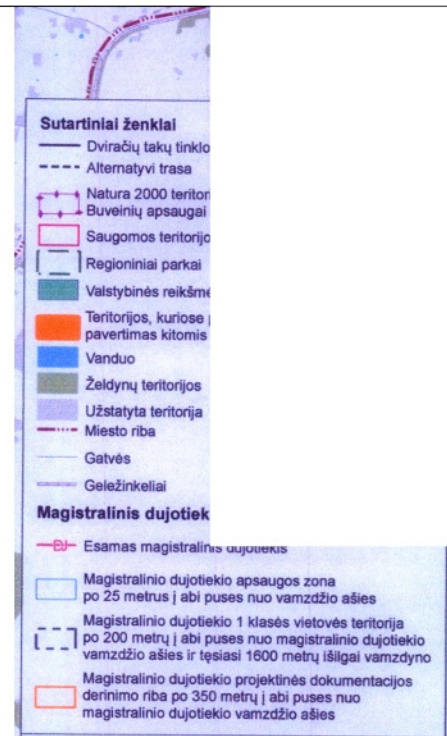 Sutartiniai ženklai
Dviračių takų tinklo
Alternatyvi trasa
Natura 2000
Buveinių apsaugai
Saugomos
Regioniniai parkai
Valstybinės
Teritorijos, kuriose
pavertimas kitomis
Vanduo
Želdynų teritorijos
Užstatyta teritorija
Miesto riba
Gatvės
Geležinkeliai
Magistralinis
DJ Esamas magistralinis dujotiekis
Magistralinio dujotiekio apsaugos zona
po 25 metrus į abi puses nuo vamzdžio ašies
Magistralinio dujotiekio 1 klasės vietovės teritorija
po 200 metrų į abi puses nuo magistralinio dujotiekio
vamzdžio ašies ir tęsiasi 1600 metrų išilgai vamzdyno
Magistralinio dujotiekio projektinės dokumentacijos
derinimo riba po 350 metrų į abi puses nuo
magistralinio dujotiekio vamzdžio ašies